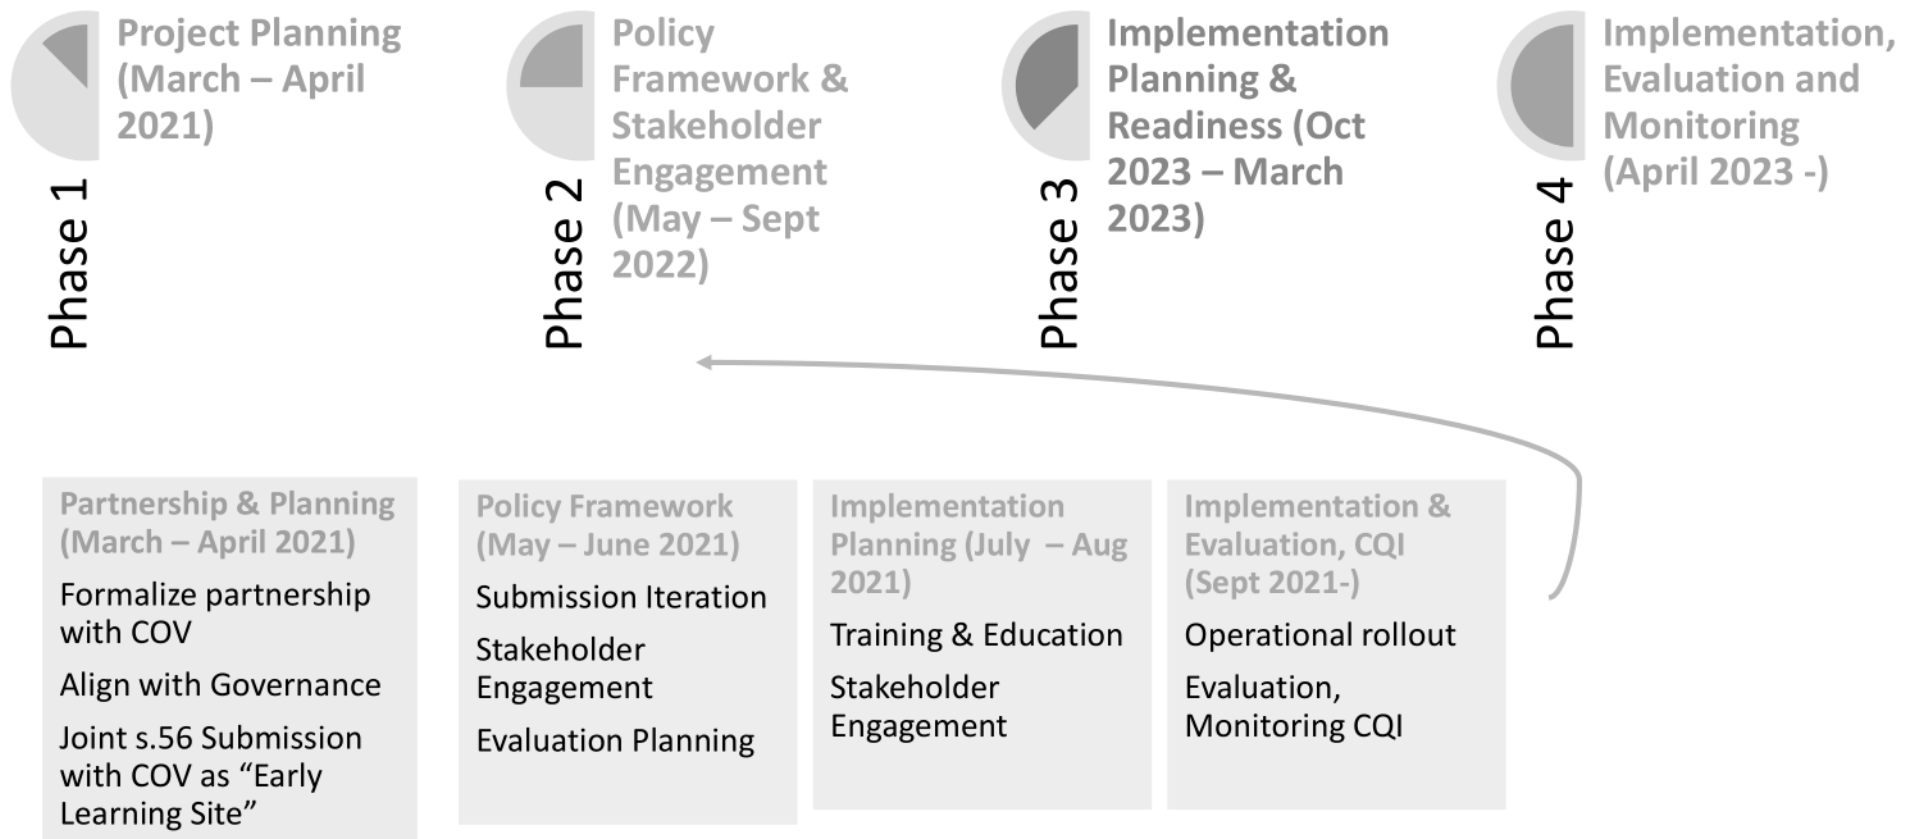 Phase 1
Project Planning
(March – April
2021)
Phase 2
Policy
Framework &
Stakeholder
Engagement
(May – Sept
2022)
Phase 3
Implementation
Planning &
Readiness (Oct
2023 – March
2023)
Phase 4
Implementation,
Evaluation and
Monitoring
(April 2023 -)
Partnership & Planning
(March – April 2021)
Formalize partnership
with COV
Align with Governance
Joint s.56 Submission
with COV as “Early
Learning Site”
Policy Framework
(May – June 2021)
Submission Iteration
Stakeholder
Engagement
Evaluation Planning
Implementation
Planning (July – Aug
2021)
Training & Education
Stakeholder
Engagement
Implementation &
Evaluation, CQI
(Sept 2021-)
Operational rollout
Evaluation,
Monitoring CQI